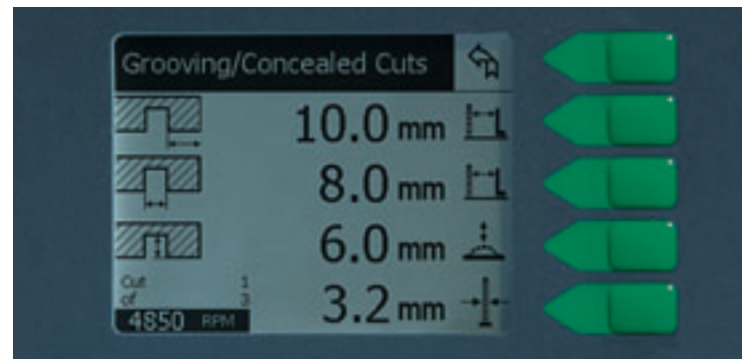 Grooving/Concealed Cuts
10.0 mm
8.0 mm
6.0 mm
Cut 1
of 3
3.2 mm
4850 RPM